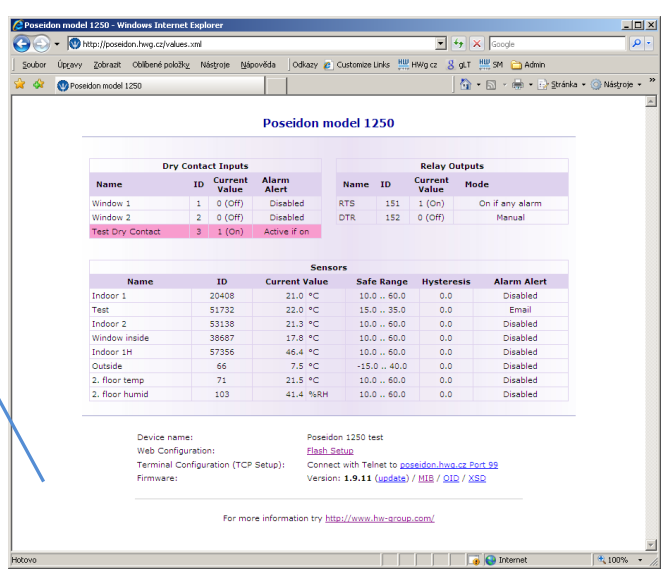 Poseidon model 1250 - Windows Internet Explorer
http://poseidon.hwg.cz/values.xml
Google
Soubor Úpravy Zobrazit Oblíbené položky Nástroje Nápověda Odkazy Customize Links HWg cz gLT SM Admin
Poseidon model 1250
Stránka Nástroje
Poseidon model 1250
Dry Contact Inputs
Name ID Current Value Alarm Alert
Window 1 1 0 (Off) Disabled
Window 2 2 0 (Off) Disabled
Test Dry Contact 3 1 (On) Active if on
Relay Outputs
Name ID Current Value Mode
RTS 151 1 (On) On if any alarm
DTR 152 0 (Off) Manual
Sensors
Name ID Current Value Safe Range Hysteresis Alarm Alert
Indoor 1 20408 21.0 °C 10.0 .. 60.0 0.0 Disabled
Test 51732 22.0 °C 15.0 .. 35.0 0.0 Email
Indoor 2 53138 21.3 °C 10.0 .. 60.0 0.0 Disabled
Window inside 38687 17.8 °C 10.0 .. 60.0 0.0 Disabled
Indoor 1H 57356 46.4 °C 10.0 .. 60.0 0.0 Disabled
Outside 66 7.5 °C -15.0 .. 40.0 0.0 Disabled
2. floor temp 71 21.5 °C 10.0 .. 60.0 0.0 Disabled
2. floor humid 103 41.4 %RH 10.0 .. 60.0 0.0 Disabled
Device name: Poseidon 1250 test
Web Configuration: Flash Setup
Terminal Configuration (TCP Setup): Connect with Telnet to poseidon.hwg.cz Port 99
Firmware: Version: 1.9.11 (update) / MIB / OID / XSD
For more information try http://www.hw-group.com/
Hotovo Internet 100%